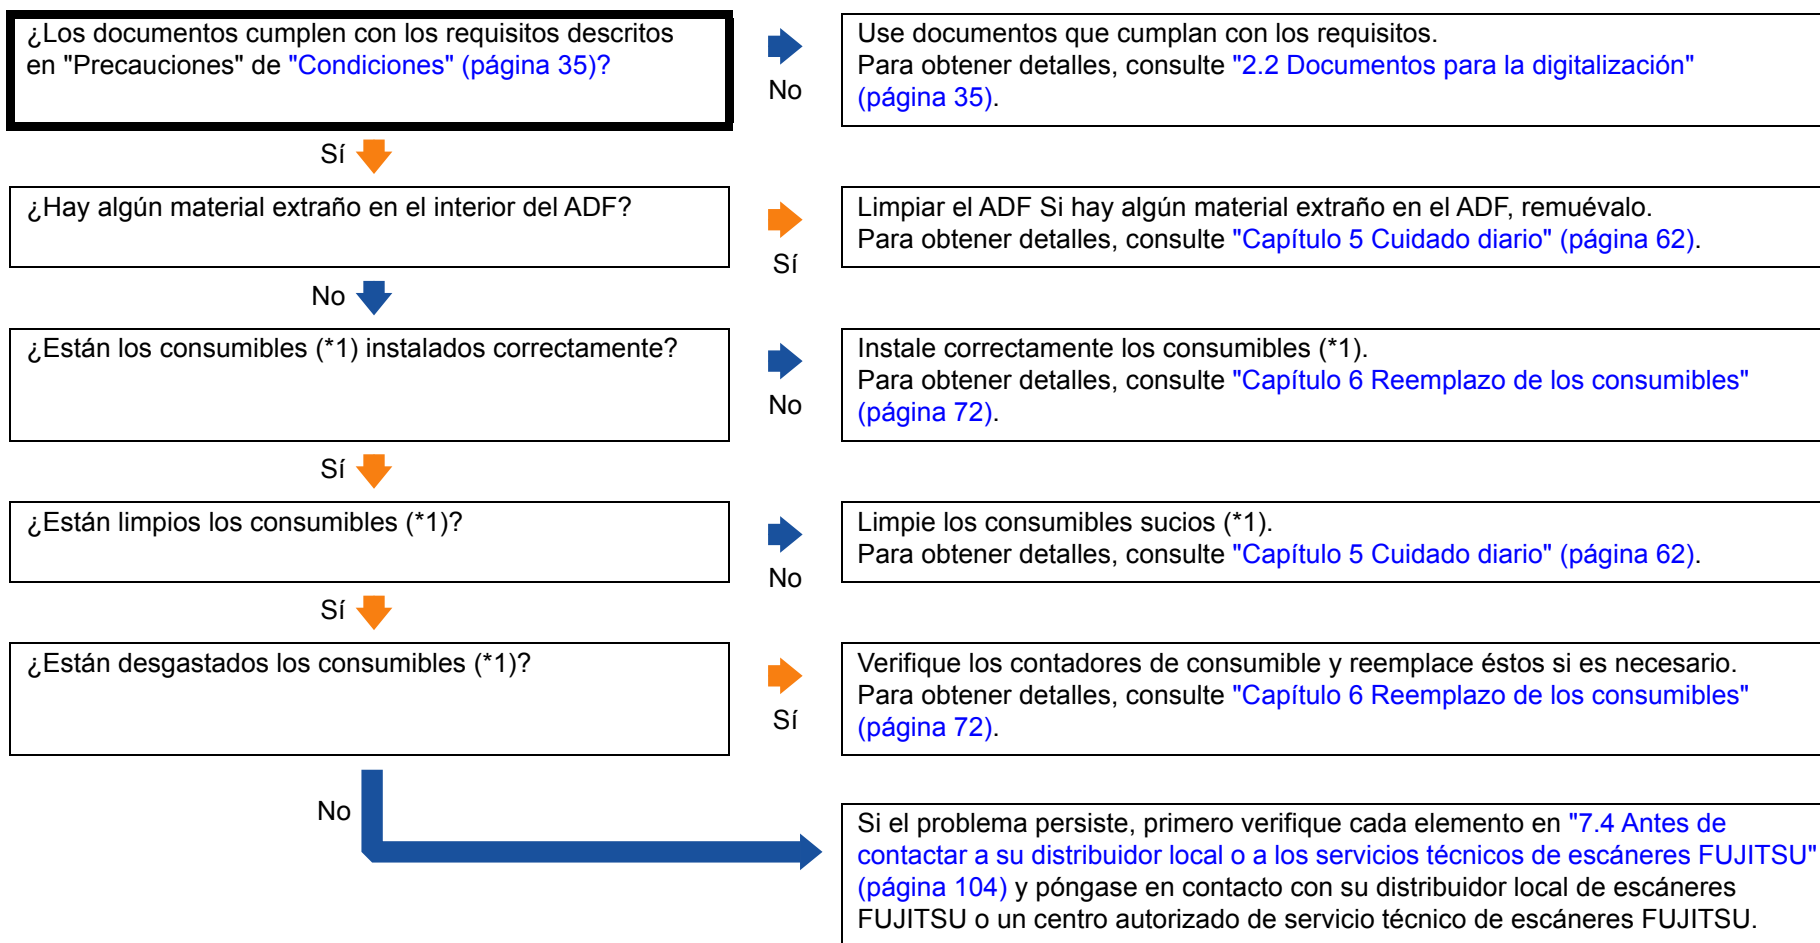 ¿Los documentos cumplen con los requisitos descritos
en "Precauciones" de "Condiciones" (página 35)?
No
Use documentos que cumplan con los requisitos.
Para obtener detalles, consulte "2.2 Documentos para la digitalización"
(página 35).
Sí
¿Hay algún material extraño en el interior del ADF?
Sí
Limpiar el ADF Si hay algún material extraño en el ADF, remuévalo.
Para obtener detalles, consulte "Capítulo 5 Cuidado diario" (página 62).
No
¿Están los consumibles (*1) instalados correctamente?
No
Instale correctamente los consumibles (*1).
Para obtener detalles, consulte "Capítulo 6 Reemplazo de los consumibles"
(página 72).
Sí
¿Están limpios los consumibles (*1)?
No
Limpie los consumibles sucios (*1).
Para obtener detalles, consulte "Capítulo 5 Cuidado diario" (página 62).
Sí
¿Están desgastados los consumibles (*1)?
Sí
Verifique los contadores de consumible y reemplace éstos si es necesario.
Para obtener detalles, consulte "Capítulo 6 Reemplazo de los consumibles"
(página 72).
No
Si el problema persiste, primero verifique cada elemento en "7.4 Antes de
contactar a su distribuidor local o a los servicios técnicos de escáneres FUJITSU"
(página 104) y póngase en contacto con su distribuidor local de escáneres
FUJITSU o un centro autorizado de servicio técnico de escáneres FUJITSU.